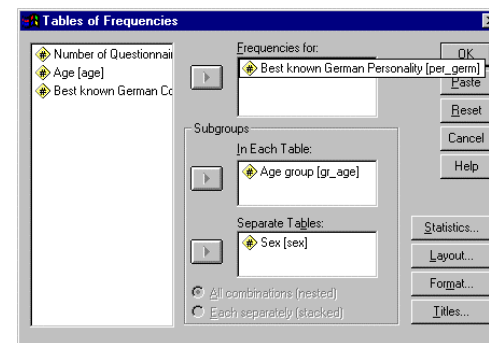 Tables of Frequencies
Number of Questionnai
Age [age]
Best known German Co
Frequencies for:
Best known German Personality [per_germ]
Subgroups
In Each Table:
Age group [gr_age]
Separate Tables:
Sex [sex]
All combinations (nested)
Each separately (stacked)
OK
Paste
Reset
Cancel
Help
Statistics...
Layout...
Format...
Titles...